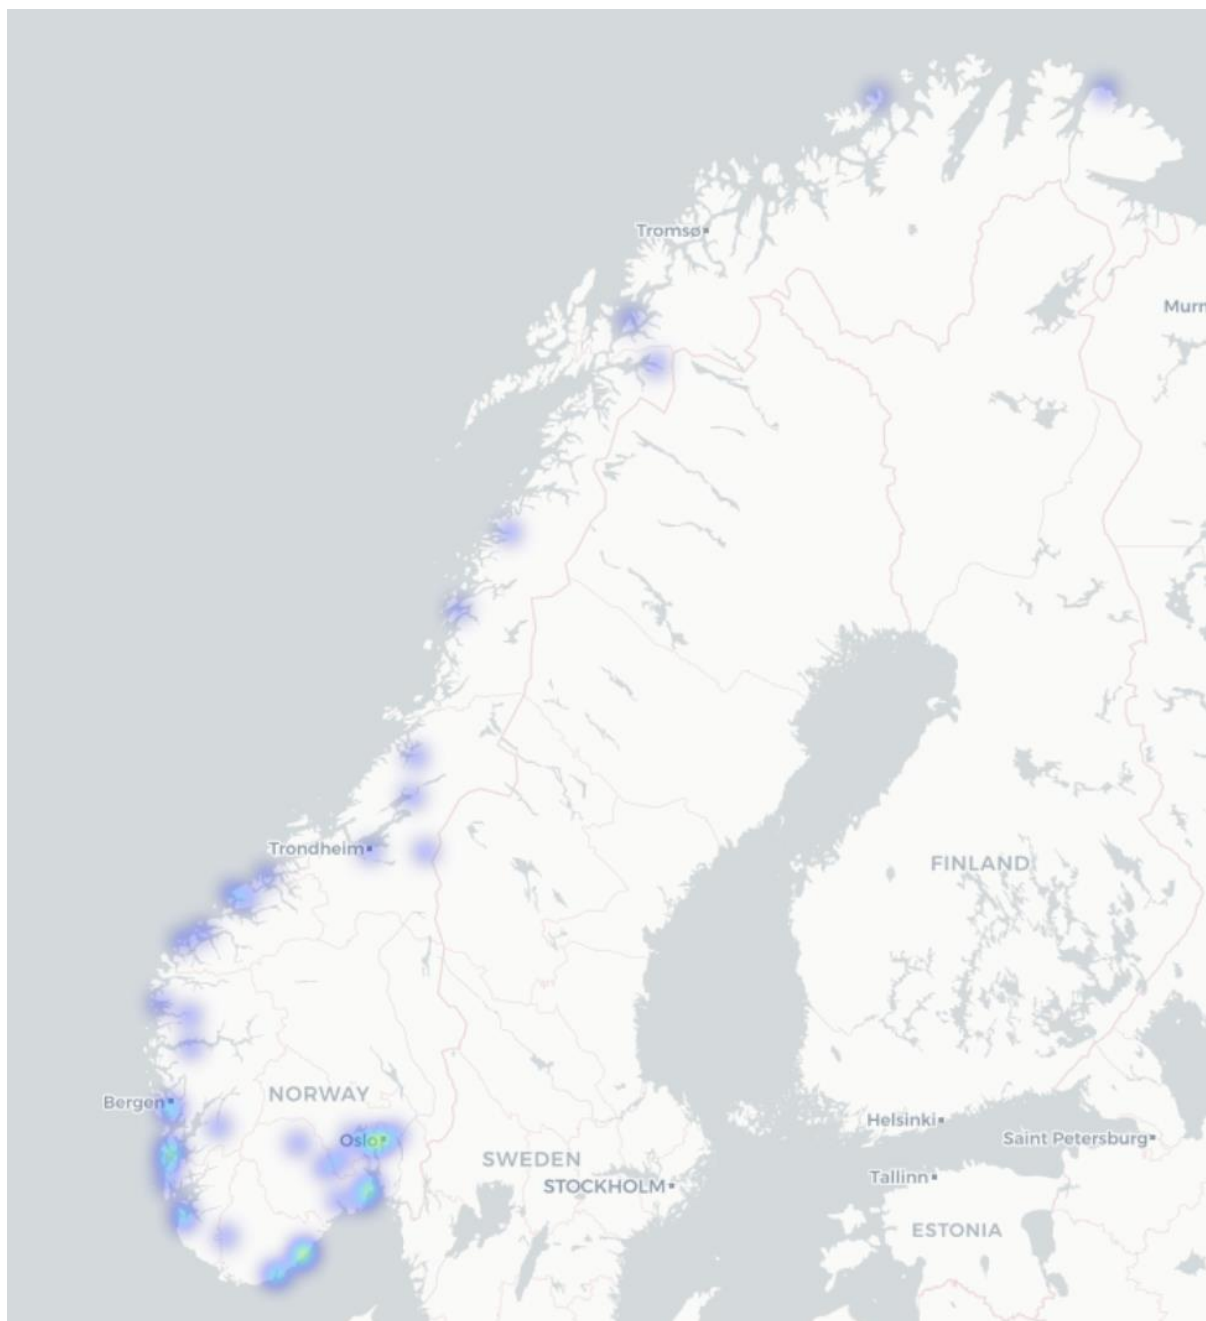 Tromsø
Murr
Trondheim
FINLAND
NORWAY
Bergen
Helsinki
Oslo
Saint Petersburg
SWEDEN
Tallinn
STOCKHOLM
ESTONIA